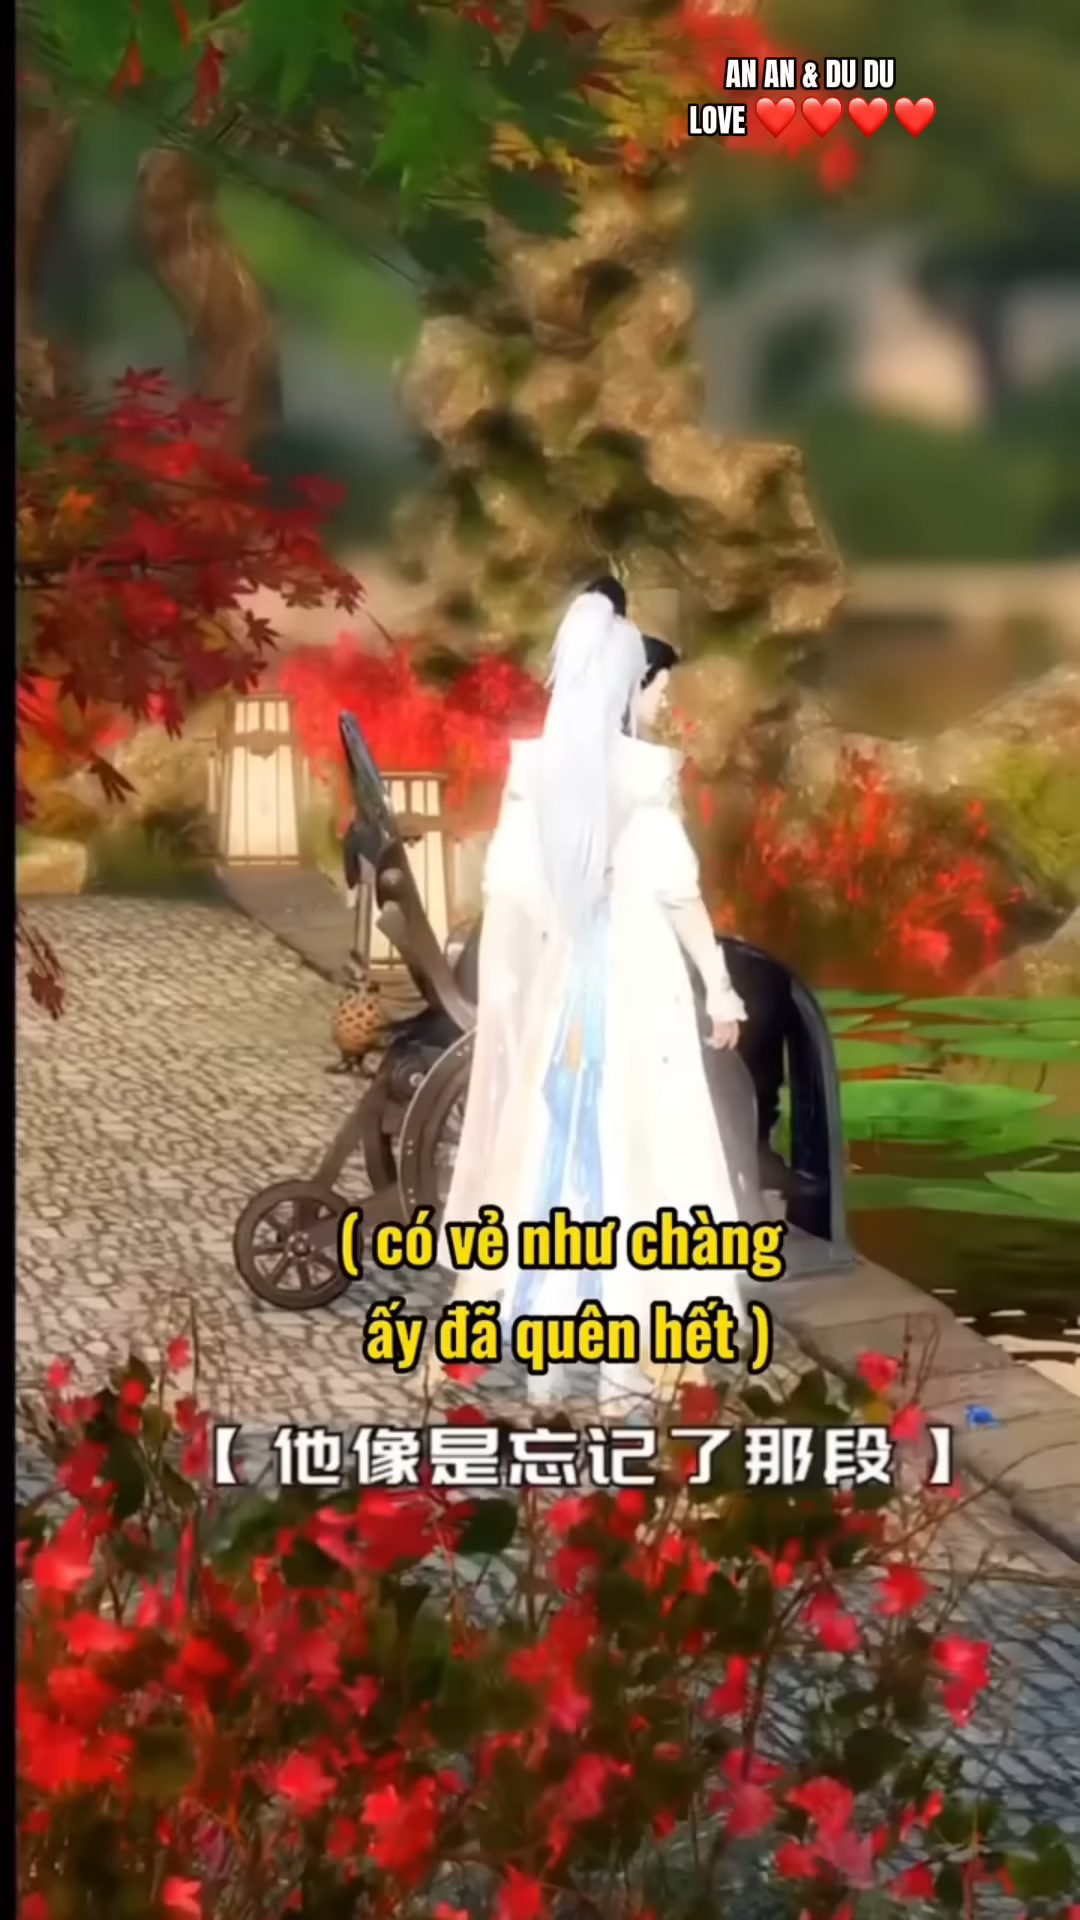 AN AN & DU DU
LOVE ❤️❤️❤️❤️
( có vẻ như chàng
ấy đã quên hết )
【 他像是忘记了那段 】